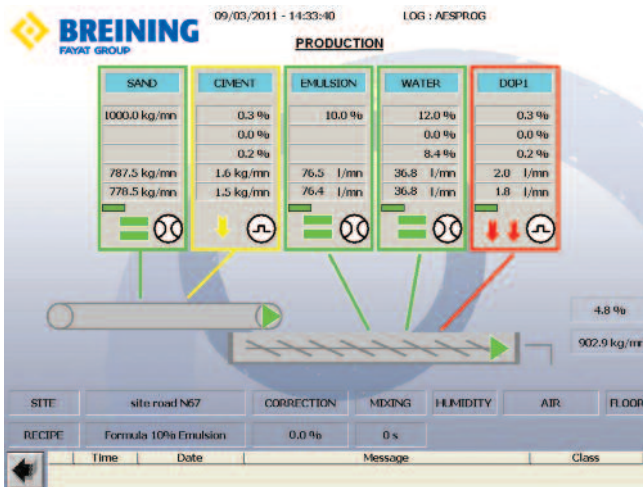 09/03/2011 - 14:33:40 LOG : AESPROG
BREINING
FAYAT GROUP
PRODUCTION
SAND CIMENT EMULSION WATER DOP1
1000.0 kg/mn 0.3 % 10.0 % 12.0 % 0.3 %
0.0 % 0.0 % 0.0 %
0.2 % 8.4 % 0.2 %
787.5 kg/mn 1.6 kg/mn 76.5 l/mn 36.8 l/mn 2.0 l/mn
778.5 kg/mn 1.5 kg/mn 76.4 l/mn 36.8 l/mn 1.8 l/mn
4.8 %
902.9 kg/mn
SITE site road N67 CORRECTION MIXING HUMIDITY AIR FLOOR
RECIPE Formula 10% Emulsion 0.0 % 0 s
Time Date Message Class